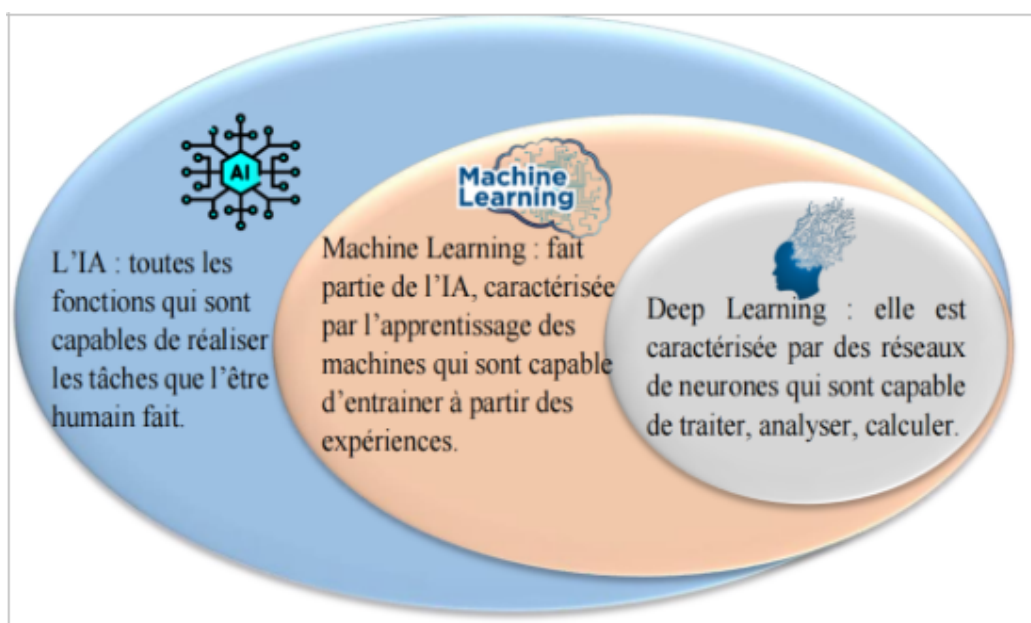 AI
L'IA : toutes les
fonctions qui sont
capables de réaliser
les tâches que l'être
humain fait.
Machine
Learning
Machine Learning : fait
partie de l'IA, caractérisée
par l'apprentissage des
machines qui sont capable
d'entrainer à partir des
expériences.
Deep Learning : elle est
caractérisée par des réseaux
de neurones qui sont capable
de traiter, analyser, calculer.